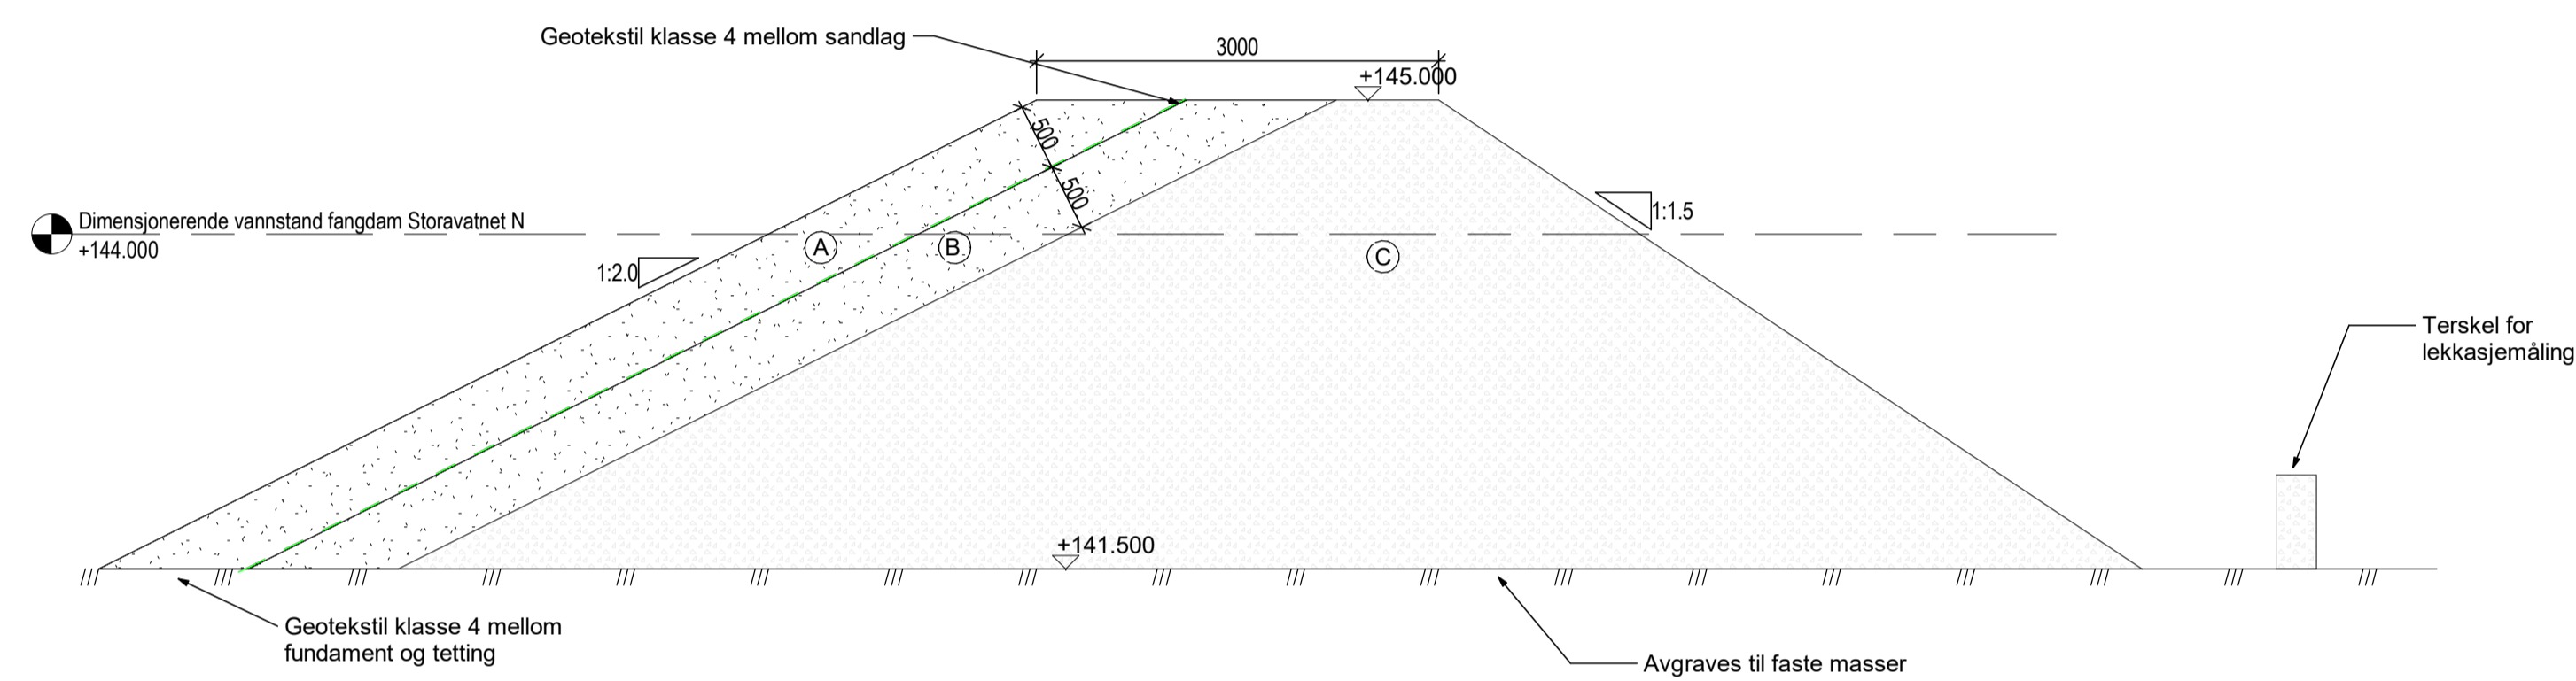 Geotekstil klasse 4 mellom sandlag
3000
+145.000
500
500
Dimensjonerende vannstand fangdam Storavatnet N
+144.000
1:1.5
A
B
C
1:2.0
Terskel for
lekkasjemåling
+141.500
Geotekstil klasse 4 mellom
fundament og tetting
Avgraves til faste masser